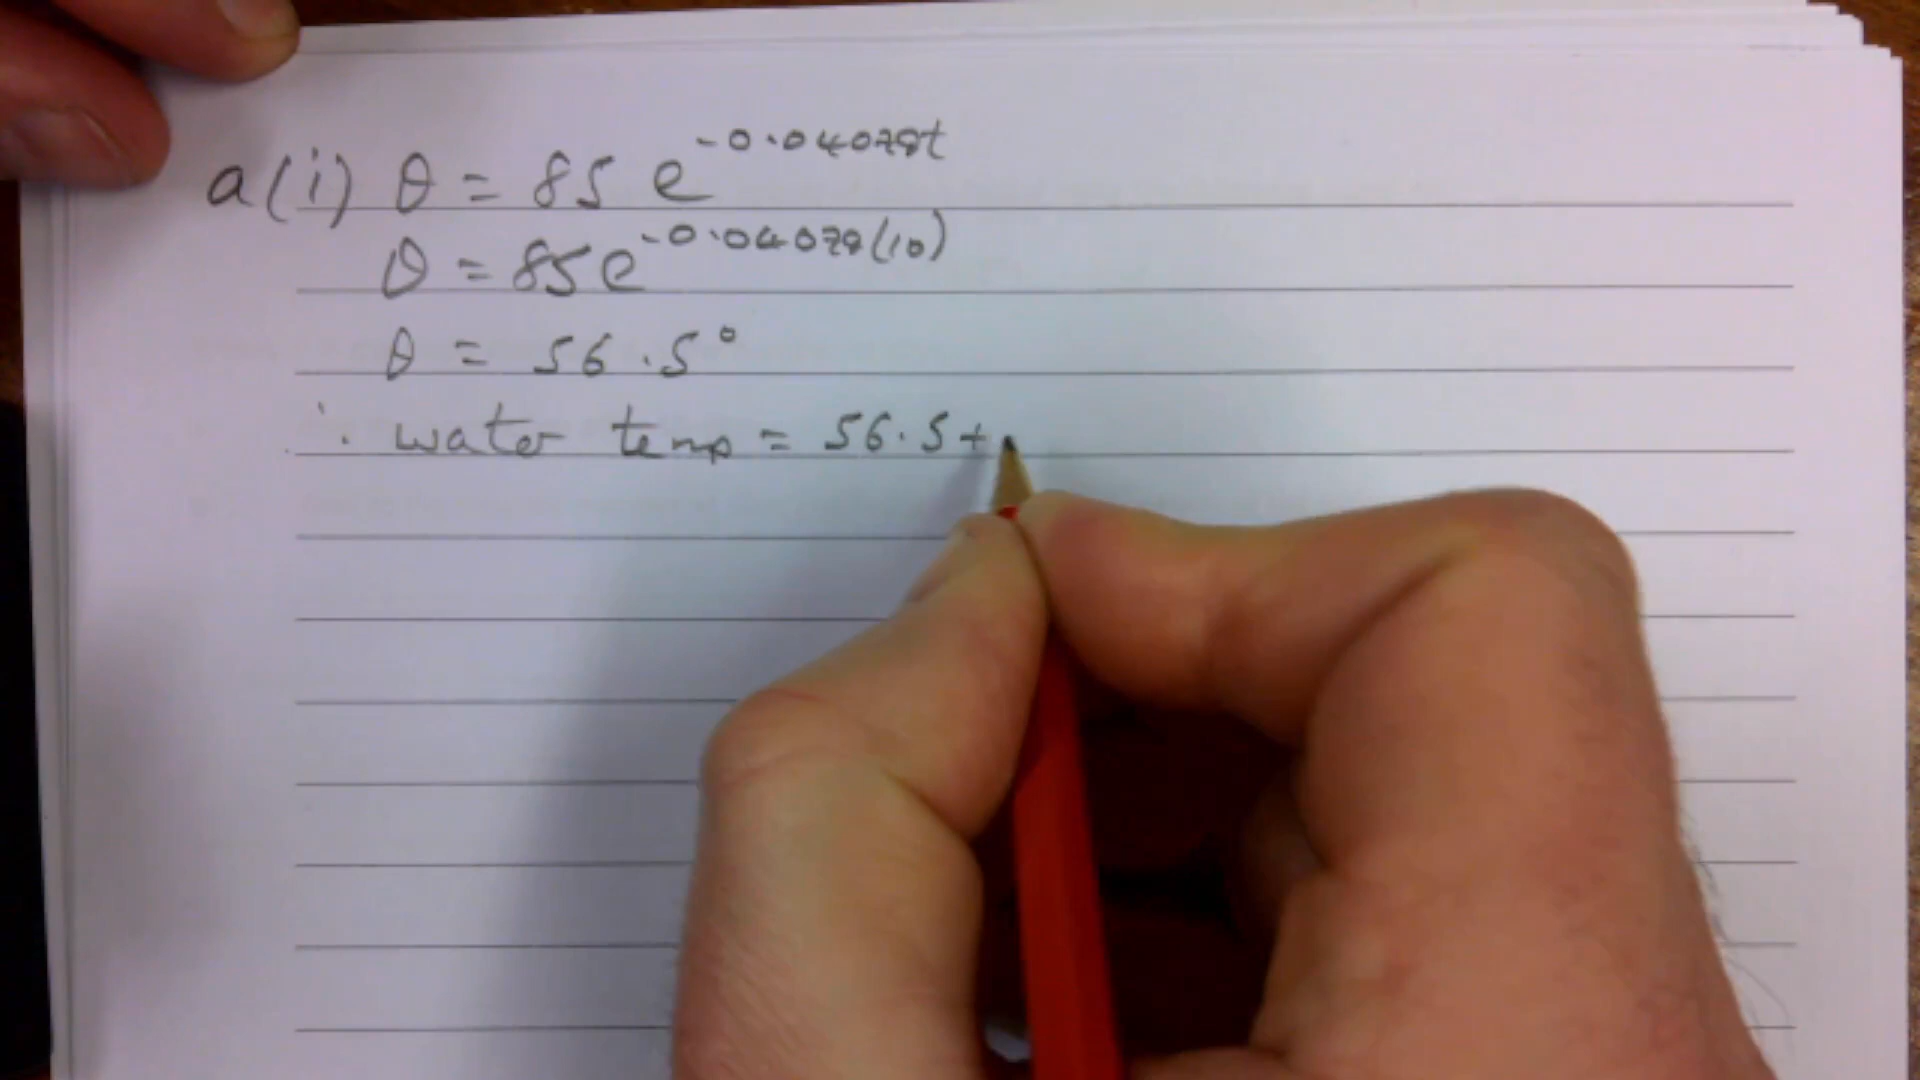 a(i) θ = 85 e^-0.04078t
θ = 85e^-0.04078(10)
θ = 56.5°
∴ water temp = 56.5+